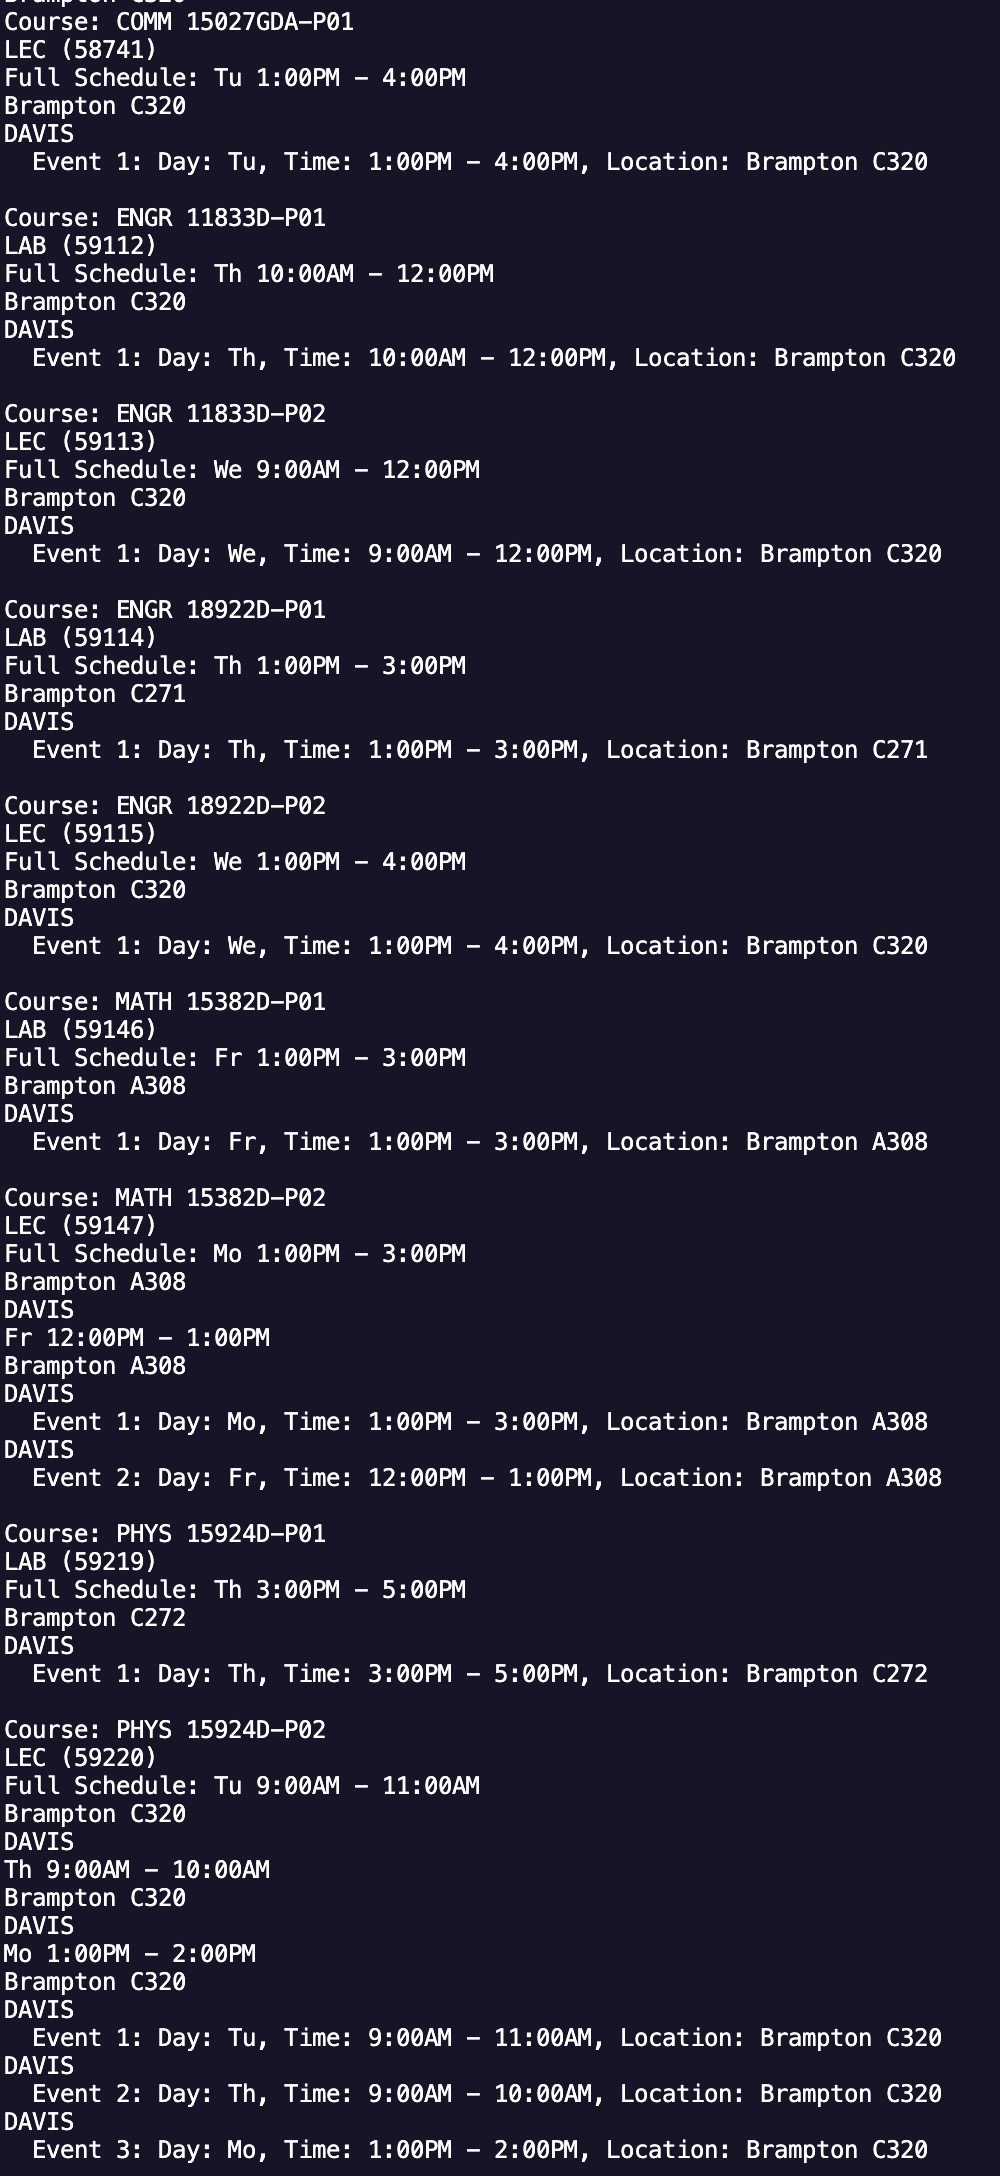 Brampton C320
Course: COMM 15027GDA-P01
LEC (58741)
Full Schedule: Tu 1:00PM - 4:00PM
Brampton C320
DAVIS
  Event 1: Day: Tu, Time: 1:00PM - 4:00PM, Location: Brampton C320

Course: ENGR 11833D-P01
LAB (59112)
Full Schedule: Th 10:00AM - 12:00PM
Brampton C320
DAVIS
  Event 1: Day: Th, Time: 10:00AM - 12:00PM, Location: Brampton C320

Course: ENGR 11833D-P02
LEC (59113)
Full Schedule: We 9:00AM - 12:00PM
Brampton C320
DAVIS
  Event 1: Day: We, Time: 9:00AM - 12:00PM, Location: Brampton C320

Course: ENGR 18922D-P01
LAB (59114)
Full Schedule: Th 1:00PM - 3:00PM
Brampton C271
DAVIS
  Event 1: Day: Th, Time: 1:00PM - 3:00PM, Location: Brampton C271

Course: ENGR 18922D-P02
LEC (59115)
Full Schedule: We 1:00PM - 4:00PM
Brampton C320
DAVIS
  Event 1: Day: We, Time: 1:00PM - 4:00PM, Location: Brampton C320

Course: MATH 15382D-P01
LAB (59146)
Full Schedule: Fr 1:00PM - 3:00PM
Brampton A308
DAVIS
  Event 1: Day: Fr, Time: 1:00PM - 3:00PM, Location: Brampton A308

Course: MATH 15382D-P02
LEC (59147)
Full Schedule: Mo 1:00PM - 3:00PM
Brampton A308
DAVIS
Fr 12:00PM - 1:00PM
Brampton A308
DAVIS
  Event 1: Day: Mo, Time: 1:00PM - 3:00PM, Location: Brampton A308
DAVIS
  Event 2: Day: Fr, Time: 12:00PM - 1:00PM, Location: Brampton A308

Course: PHYS 15924D-P01
LAB (59219)
Full Schedule: Th 3:00PM - 5:00PM
Brampton C272
DAVIS
  Event 1: Day: Th, Time: 3:00PM - 5:00PM, Location: Brampton C272

Course: PHYS 15924D-P02
LEC (59220)
Full Schedule: Tu 9:00AM - 11:00AM
Brampton C320
DAVIS
Th 9:00AM - 10:00AM
Brampton C320
DAVIS
Mo 1:00PM - 2:00PM
Brampton C320
DAVIS
  Event 1: Day: Tu, Time: 9:00AM - 11:00AM, Location: Brampton C320
DAVIS
  Event 2: Day: Th, Time: 9:00AM - 10:00AM, Location: Brampton C320
DAVIS
  Event 3: Day: Mo, Time: 1:00PM - 2:00PM, Location: Brampton C320